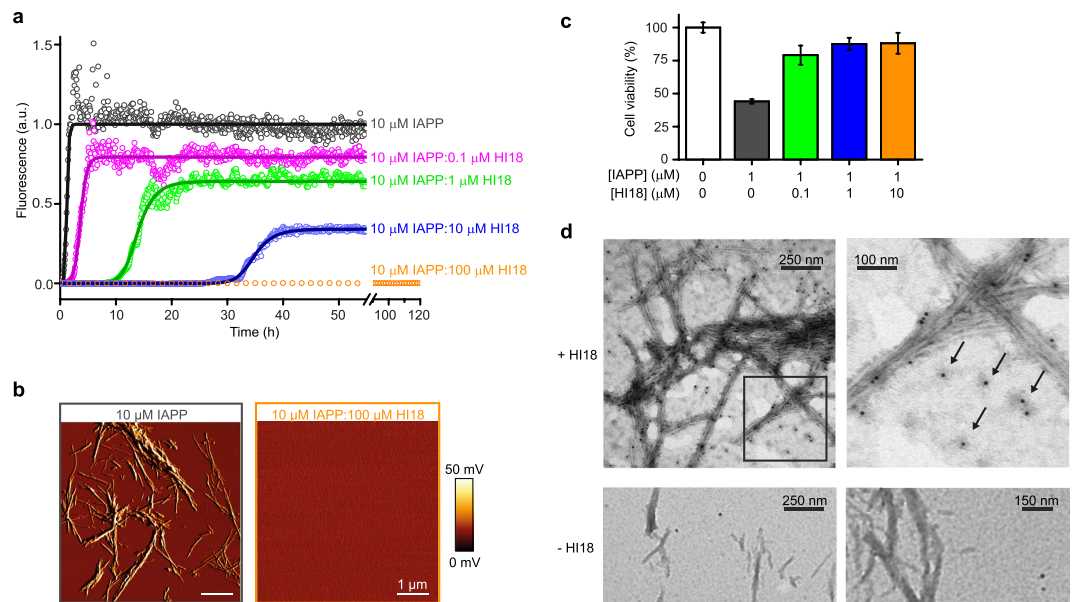 a
1.5
1.0
0.5
0.0
Fluorescence (a.u.)
10 µM IAPP
10 µM IAPP:0.1 µM HI18
10 µM IAPP:1 µM HI18
10 µM IAPP:10 µM HI18
10 µM IAPP:100 µM HI18
0 10 20 30 40 50 100 120
Time (h)
b
10 µM IAPP
10 µM IAPP:100 µM HI18
50 mV
0 mV
1 µm
c
100
75
50
25
0
Cell viability (%)
[IAPP] (µM) 0 1 1 1 1
[HI18] (µM) 0 0 0.1 1 10
d
250 nm
100 nm
+ HI18
250 nm
150 nm
- HI18